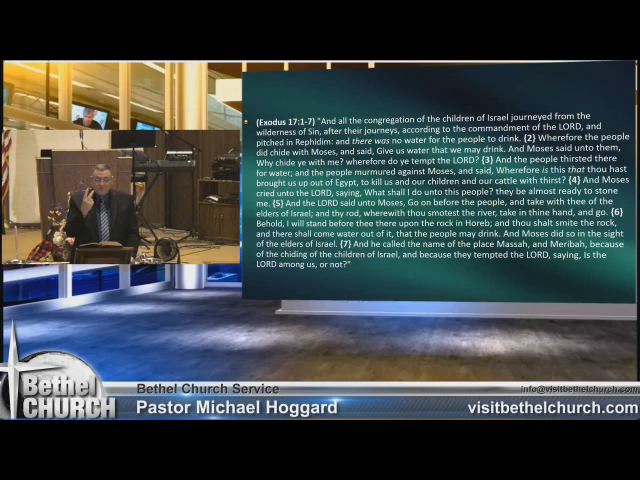 (Exodus 17:1-7) "And all the congregation of the children of Israel journeyed from the
wilderness of Sin, after their journeys, according to the commandment of the LORD, and
pitched in Rephidim: and there was no water for the people to drink. {2} Wherefore the people
did chide with Moses, and said, Give us water that we may drink. And Moses said unto them,
Why chide ye with me? wherefore do ye tempt the LORD? {3} And the people thirsted there
for water; and the people murmured against Moses, and said, Wherefore is this that thou hast
brought us up out of Egypt, to kill us and our children and our cattle with thirst? {4} And Moses
cried unto the LORD, saying, What shall I do unto this people? they be almost ready to stone
me. {5} And the LORD said unto Moses, Go on before the people, and take with thee of the
elders of Israel; and thy rod, wherewith thou smotest the river, take in thine hand, and go. {6}
Behold, I will stand before thee there upon the rock in Horeb; and thou shalt smite the rock,
and there shall come water out of it, that the people may drink. And Moses did so in the sight
of the elders of Israel. {7} And he called the name of the place Massah, and Meribah, because
of the chiding of the children of Israel, and because they tempted the LORD, saying, Is the
LORD among us, or not?"
Bethel
CHURCH
Bethel Church Service
info@visitbethelchurch.com
Pastor Michael Hoggard
visitbethelchurch.com